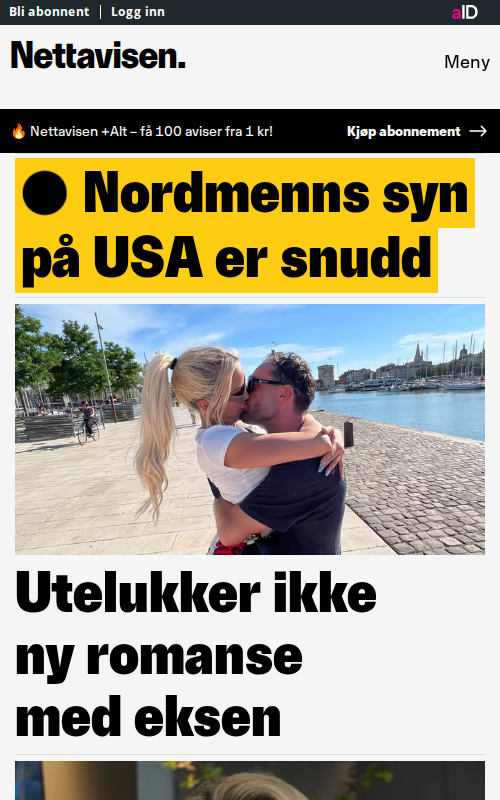 Bli abonnent | Logg inn
aID
Nettavisen.
Meny
🔥 Nettavisen +Alt – få 100 aviser fra 1 kr!
Kjøp abonnement →
● Nordmenns syn
på USA er snudd
Utelukker ikke
ny romanse
med eksen